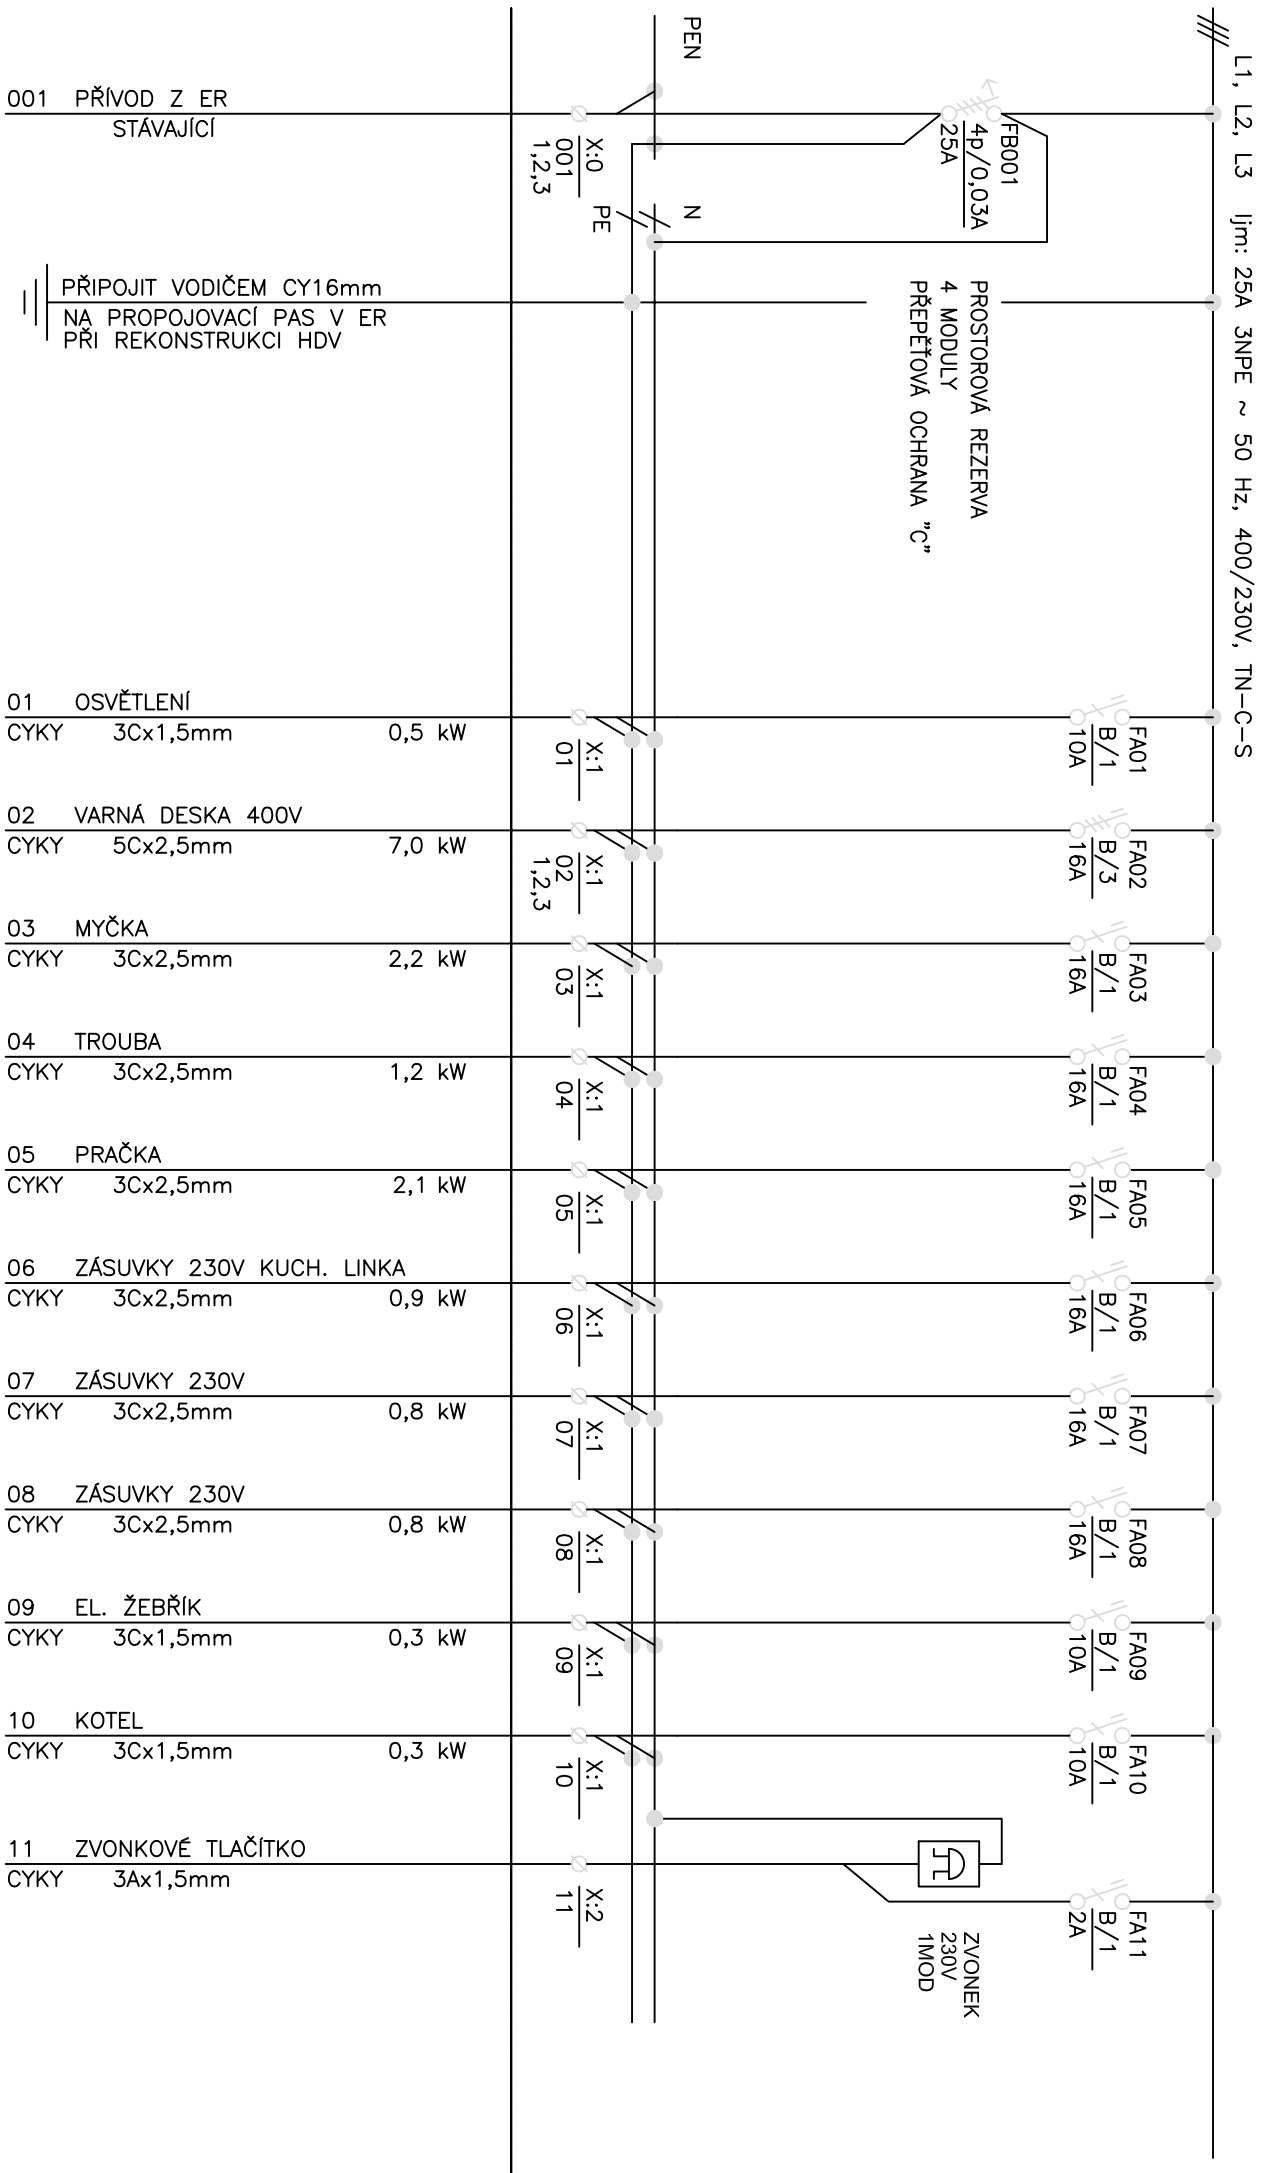 L1, L2, L3 Ijm: 25A 3NPE ~ 50 Hz, 400/230V, TN-C-S
PEN
001 PŘÍVOD Z ER
STÁVAJÍCÍ
X:0
001
1,2,3
FB001
4p/0,03A
25A
N
PE
PŘIPOJIT VODIČEM CY16mm
NA PROPOJOVACÍ PAS V ER
PŘI REKONSTRUKCI HDV
PROSTOROVÁ REZERVA
4 MODULY
PŘEPĚŤOVÁ OCHRANA "C"
01 OSVĚTLENÍ
CYKY 3Cx1,5mm 0,5 kW
X:1
01
FA01
B/1
10A
02 VARNÁ DESKA 400V
CYKY 5Cx2,5mm 7,0 kW
X:1
02
1,2,3
FA02
B/3
16A
03 MYČKA
CYKY 3Cx2,5mm 2,2 kW
X:1
03
FA03
B/1
16A
04 TROUBA
CYKY 3Cx2,5mm 1,2 kW
X:1
04
FA04
B/1
16A
05 PRAČKA
CYKY 3Cx2,5mm 2,1 kW
X:1
05
FA05
B/1
16A
06 ZÁSUVKY 230V KUCH. LINKA
CYKY 3Cx2,5mm 0,9 kW
X:1
06
FA06
B/1
16A
07 ZÁSUVKY 230V
CYKY 3Cx2,5mm 0,8 kW
X:1
07
FA07
B/1
16A
08 ZÁSUVKY 230V
CYKY 3Cx2,5mm 0,8 kW
X:1
08
FA08
B/1
16A
09 EL. ŽEBŘÍK
CYKY 3Cx1,5mm 0,3 kW
X:1
09
FA09
B/1
10A
10 KOTEL
CYKY 3Cx1,5mm 0,3 kW
X:1
10
FA10
B/1
10A
11 ZVONKOVÉ TLAČÍTKO
CYKY 3Ax1,5mm
X:2
11
FA11
B/1
2A
ZVONEK
230V
1MOD